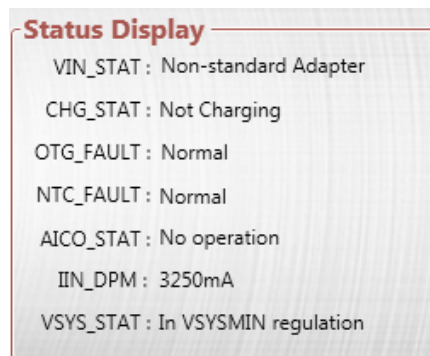 Status Display
VIN_STAT : Non-standard Adapter
CHG_STAT : Not Charging
OTG_FAULT : Normal
NTC_FAULT : Normal
AICO_STAT : No operation
IIN_DPM : 3250mA
VSYS_STAT : In VSYSMIN regulation